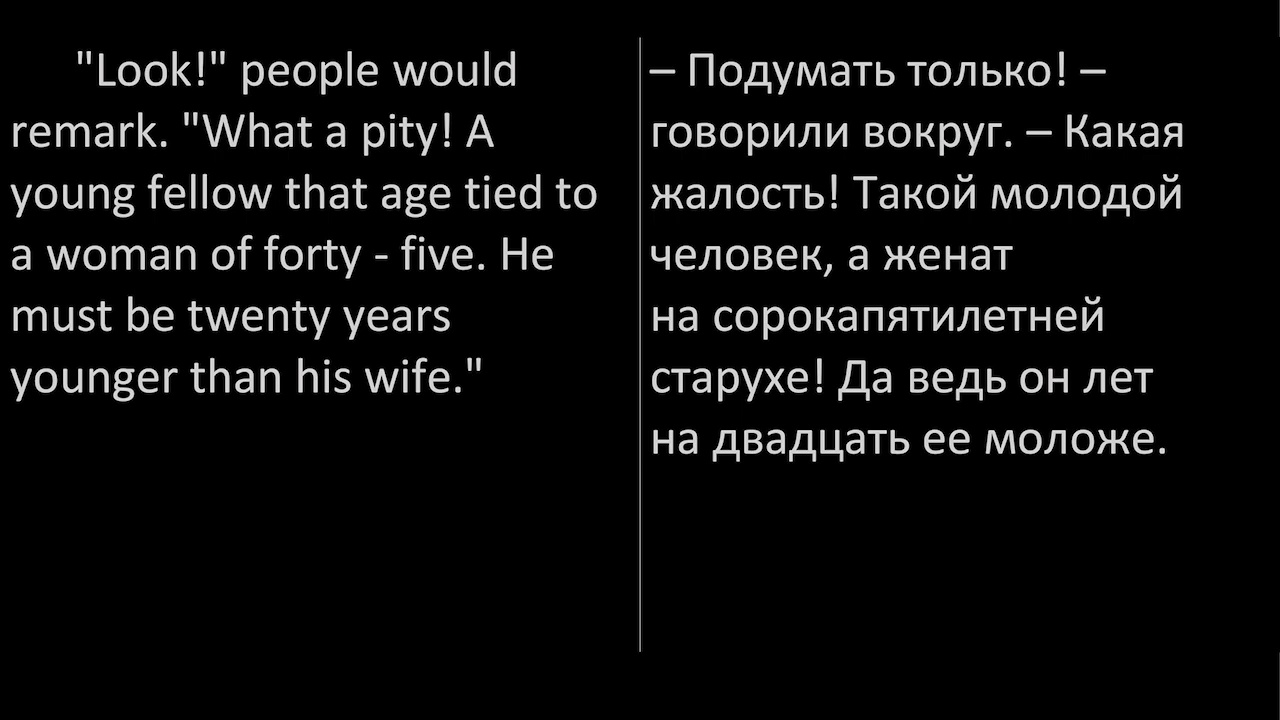 "Look!" people would
remark. "What a pity! A
young fellow that age tied to
a woman of forty - five. He
must be twenty years
younger than his wife."
– Подумать только! –
говорили вокруг. – Какая
жалость! Такой молодой
человек, а женат
на сорокапятилетней
старухе! Да ведь он лет
на двадцать ее моложе.